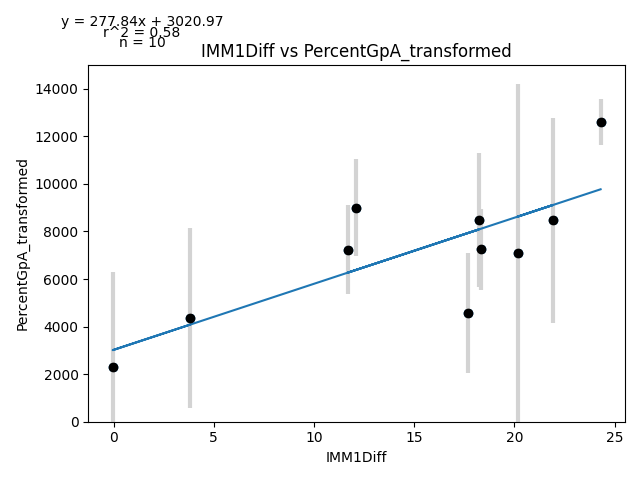 y = 277.84x + 3020.97
r^2 = 0.58
n = 10
IMM1Diff vs PercentGpA_transformed
14000
12000
10000
8000
6000
4000
2000
0
PercentGpA_transformed
0 5 10 15 20 25
IMM1Diff